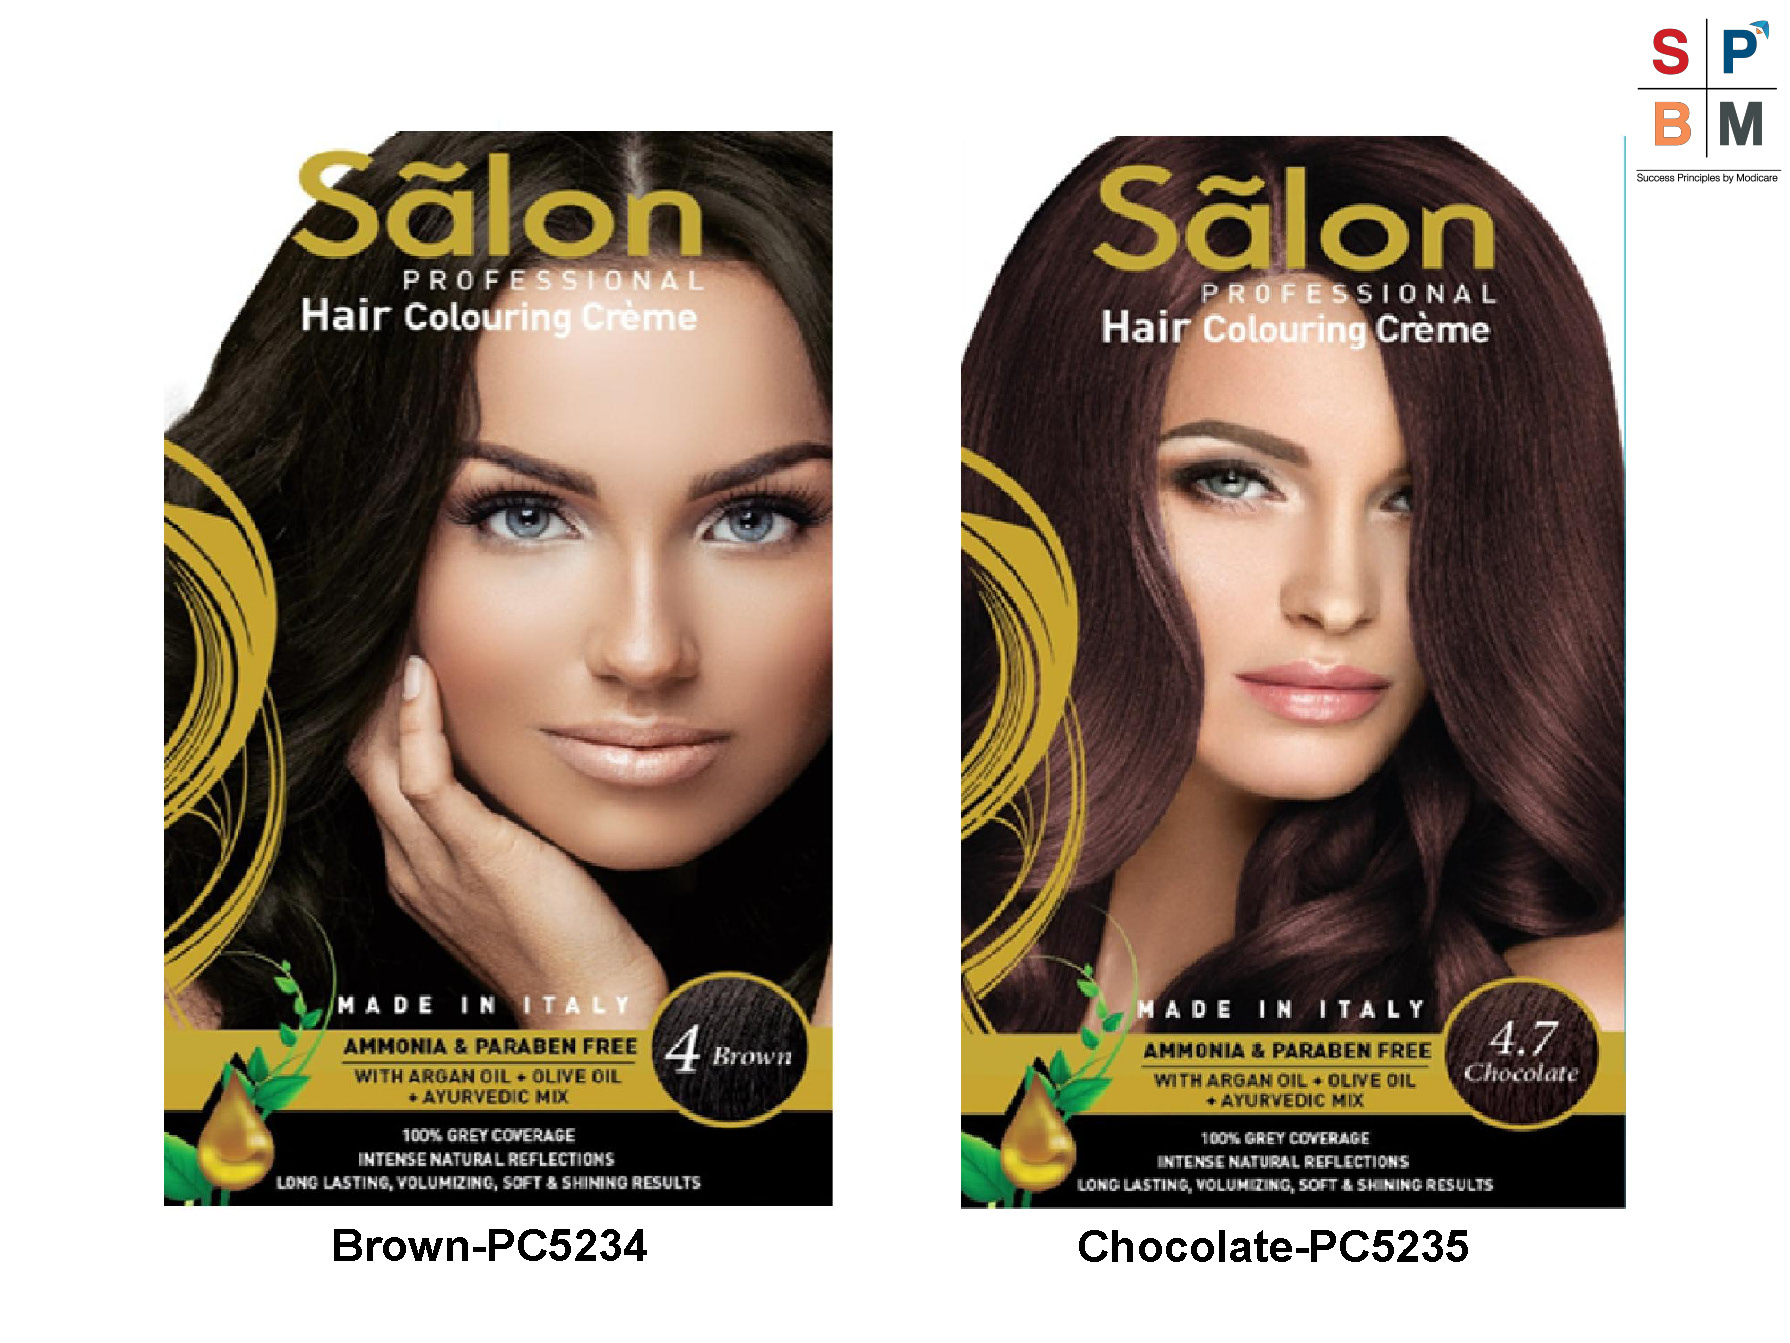 S P
B M
Success Principles by Modicare
Sãlon
PROFESSIONAL
Hair Colouring Crème
MADE IN ITALY
AMMONIA & PARABEN FREE
WITH ARGAN OIL + OLIVE OIL
+ AYURVEDIC MIX
4 Brown
100% GREY COVERAGE
INTENSE NATURAL REFLECTIONS
LONG LASTING, VOLUMIZING, SOFT & SHINING RESULTS
Brown-PC5234
Sãlon
PROFESSIONAL
Hair Colouring Crème
MADE IN ITALY
AMMONIA & PARABEN FREE
WITH ARGAN OIL + OLIVE OIL
+ AYURVEDIC MIX
4.7
Chocolate
100% GREY COVERAGE
INTENSE NATURAL REFLECTIONS
LONG LASTING, VOLUMIZING, SOFT & SHINING RESULTS
Chocolate-PC5235